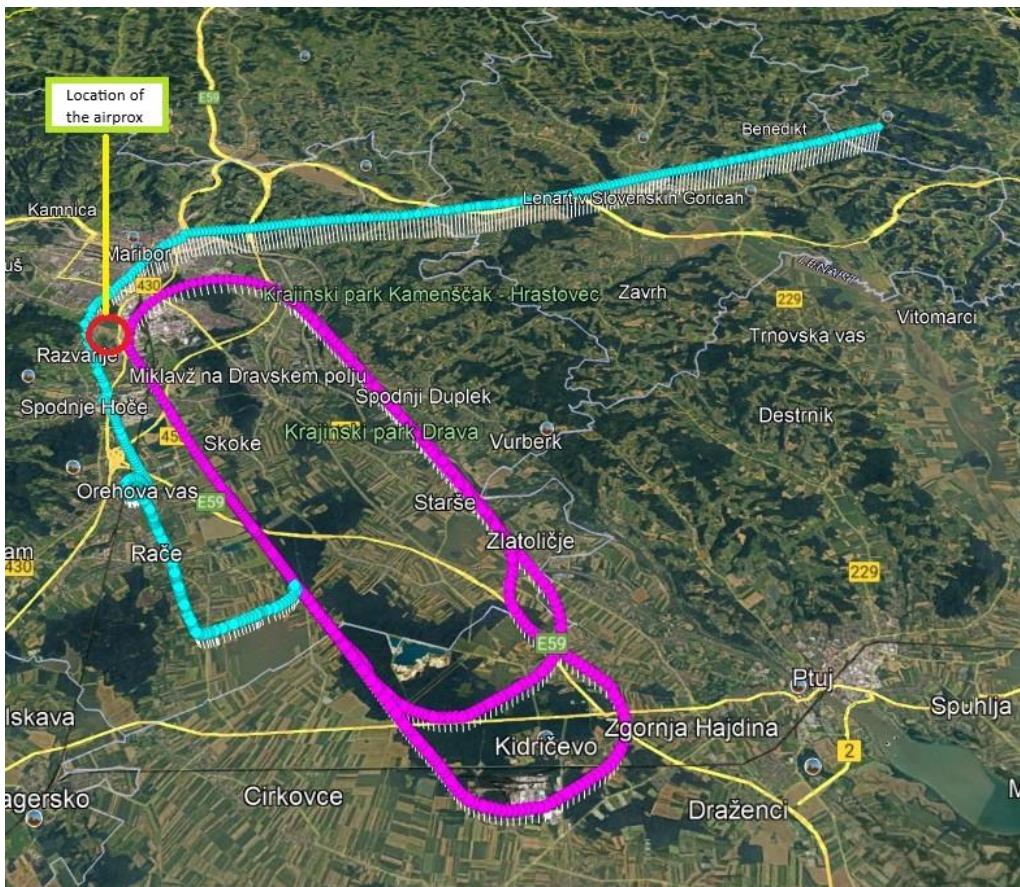 E59
Location of
the airprox
Benedikt
Kamnica
Lenart v Slovenskih Goricah
uš
Maribor
LENART
430
Krajinski park Kamenščak - Hrastovec
Zavrh
229
Vitomarci
Razvanje
Trnovska vas
Miklavž na Dravskem polju
Spodnji Duplek
Spodnje Hoče
Destrnik
45
Skoke
Krajinski park Drava
Vurberk
Orehova vas
E59
Starše
Rače
Zlatoličje
am
430
229
E59
Ptuj
Spuhlja
lskava
Zgornja Hajdina
Kidričevo
2
agersko
Cirkovce
Draženci
M